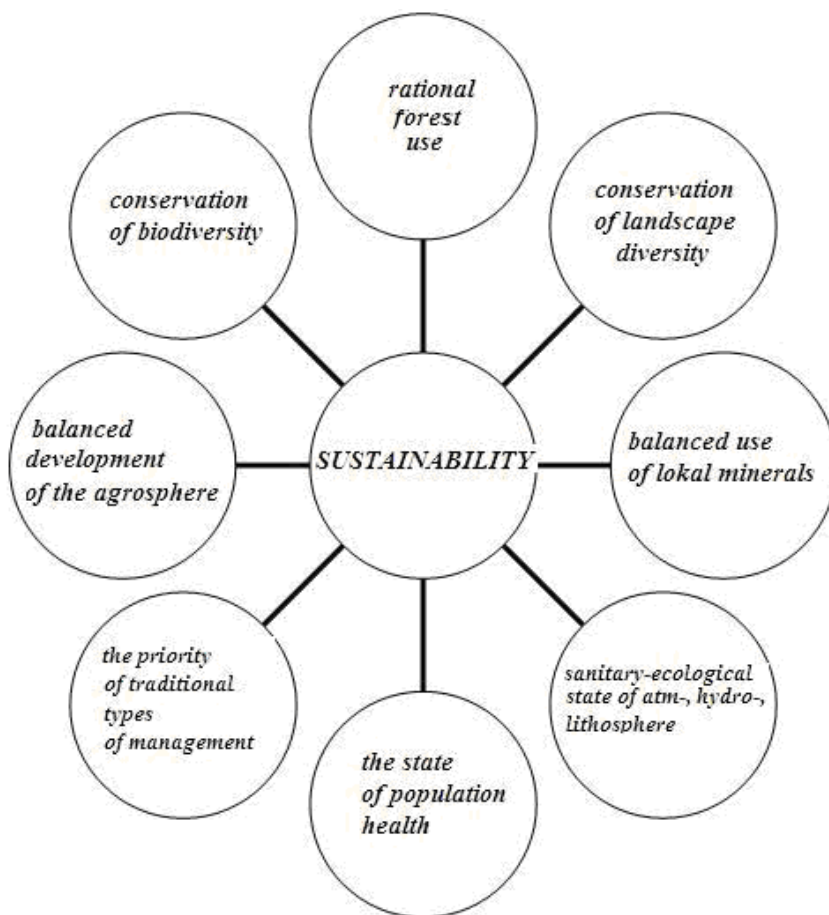 rational
forest
use
conservation
of biodiversity
conservation
of landscape
diversity
balanced
development
of the agrosphere
SUSTAINABILITY
balanced use
of lokal minerals
the priority
of traditional
types
of management
sanitary-ecological
state of atm-, hydro-,
lithosphere
the state
of population
health